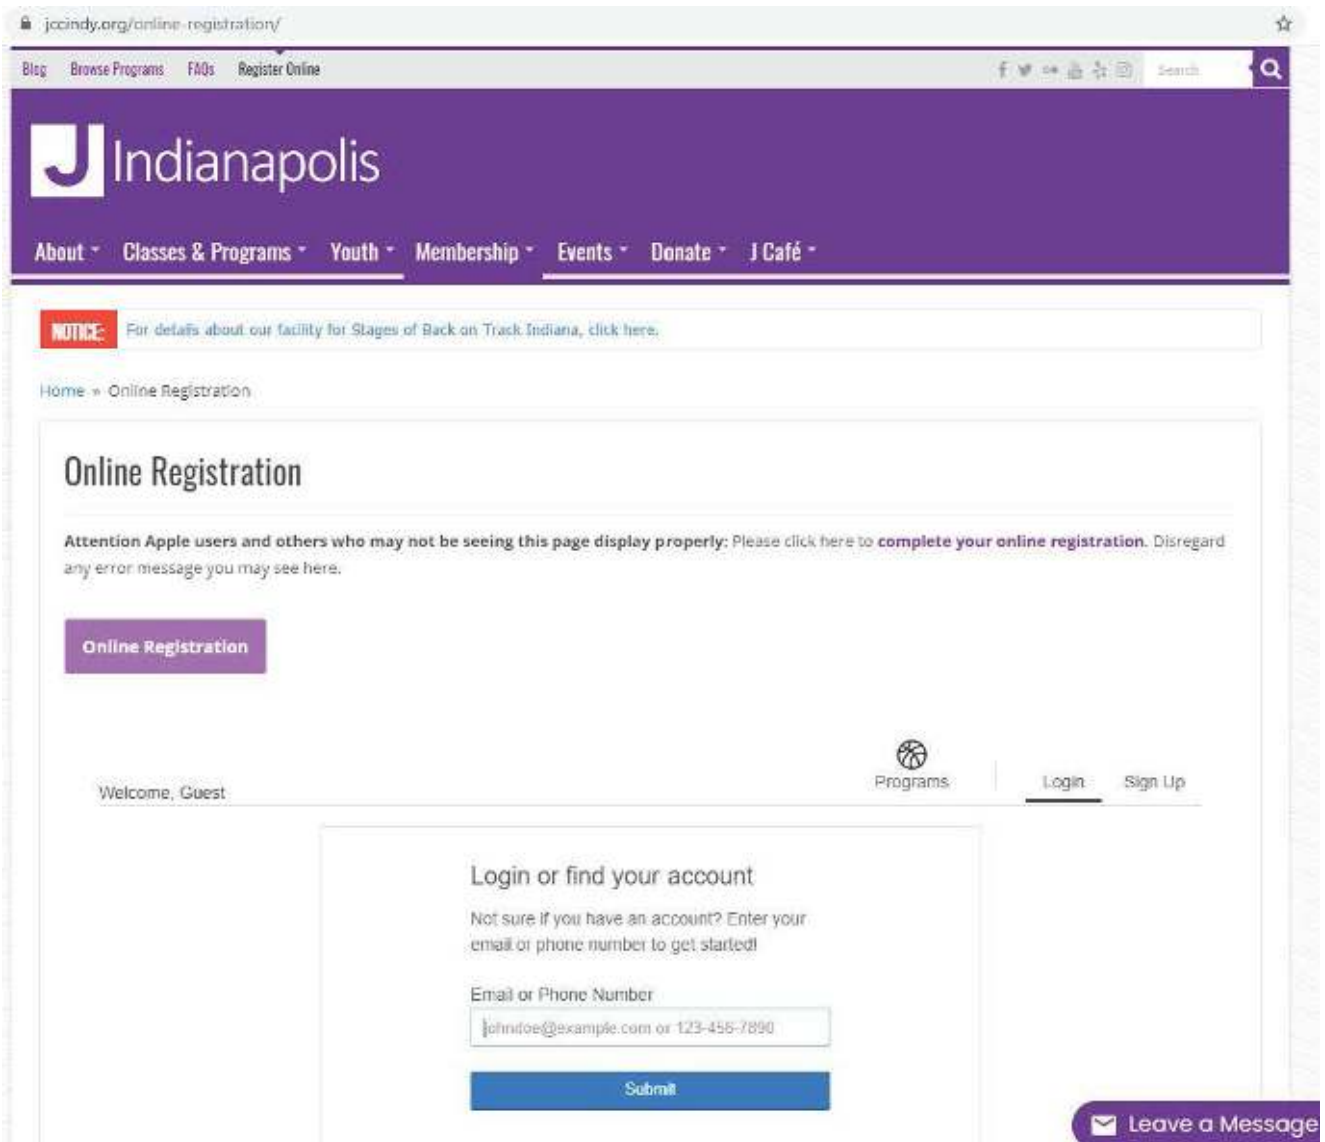 jccindy.org/online-registration/
Blog Browse Programs FAQs Register Online Search
J Indianapolis
About Classes & Programs Youth Membership Events Donate J Café
NOTICE: For details about our facility for Stages of Back on Track Indiana, click here.
Home » Online Registration
Online Registration
Attention Apple users and others who may not be seeing this page display properly: Please click here to complete your online registration. Disregard
any error message you may see here.
Online Registration
Programs
Welcome, Guest Login Sign Up
Login or find your account
Not sure if you have an account? Enter your
email or phone number to get started!
Email or Phone Number
johndoe@example.com or 123-456-7890
Submit
Leave a Message